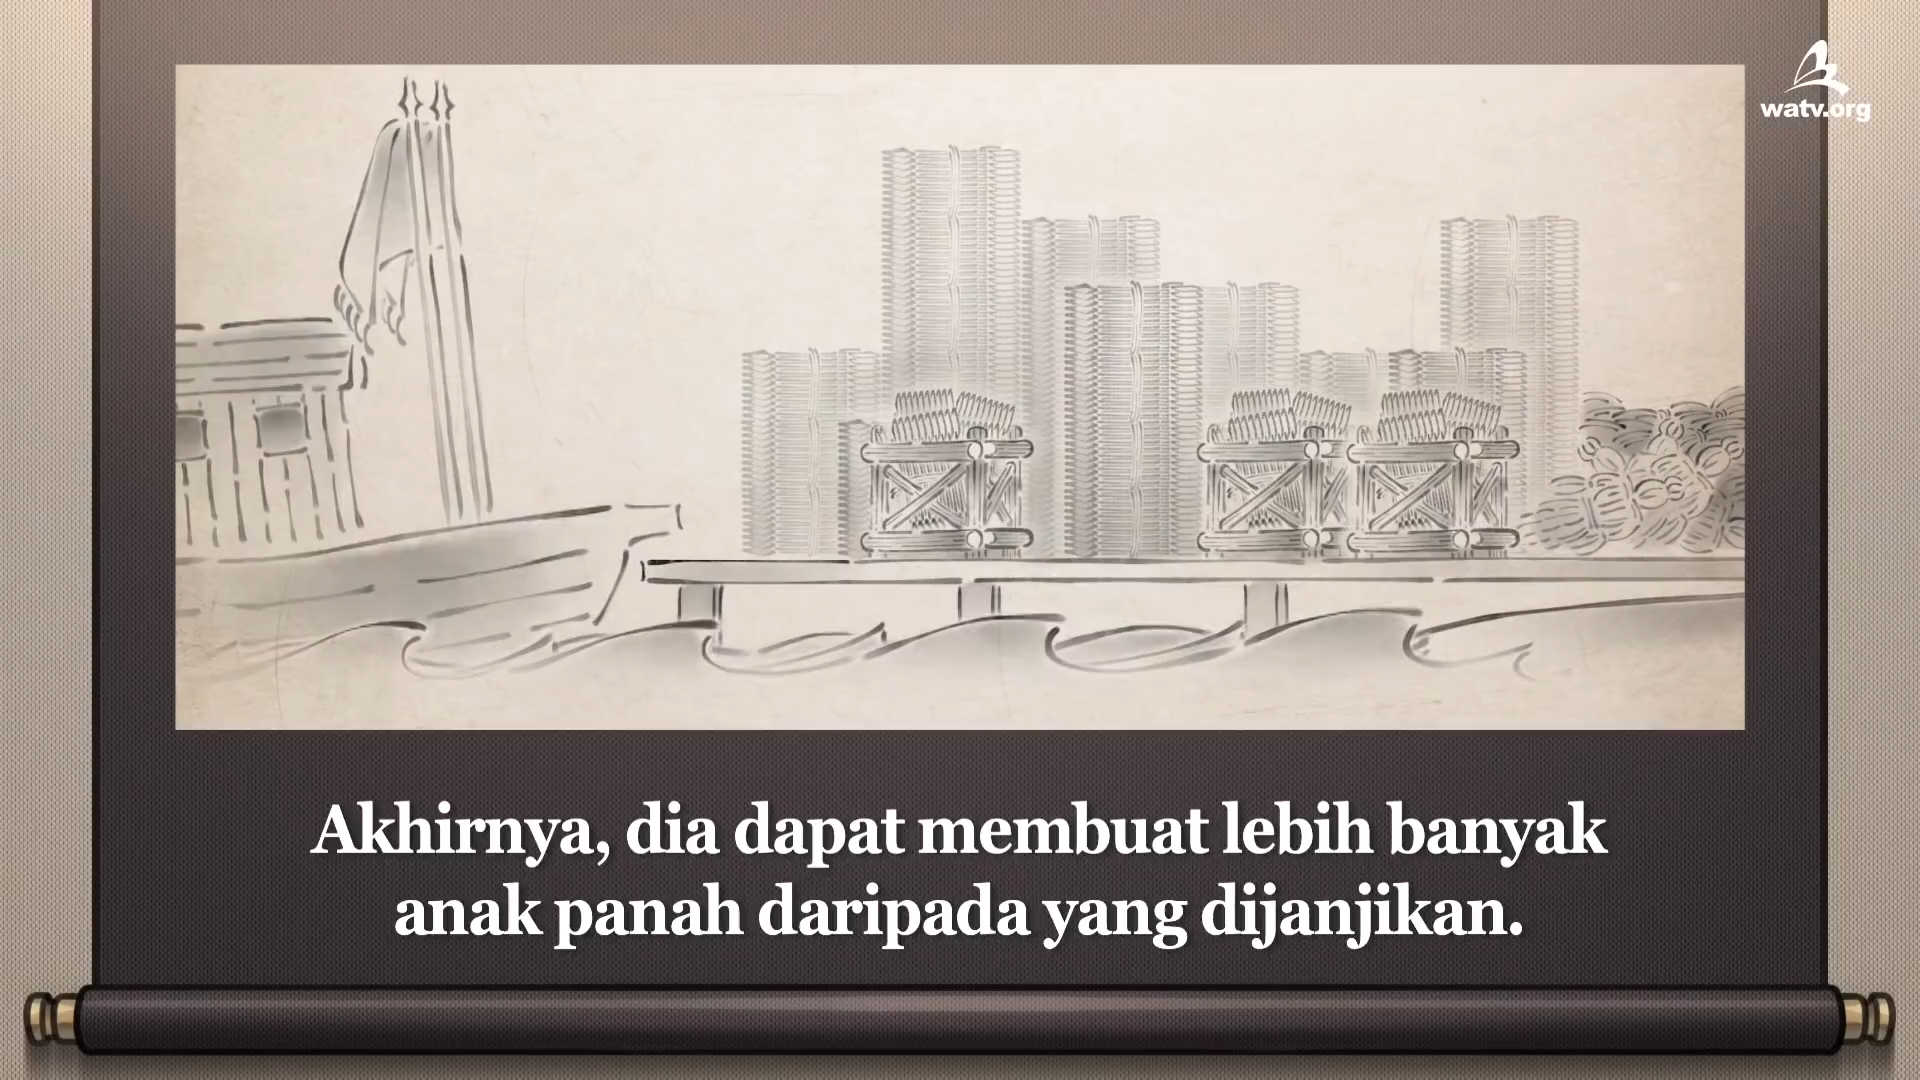 watv.org
Akhirnya, dia dapat membuat lebih banyak
anak panah daripada yang dijanjikan.